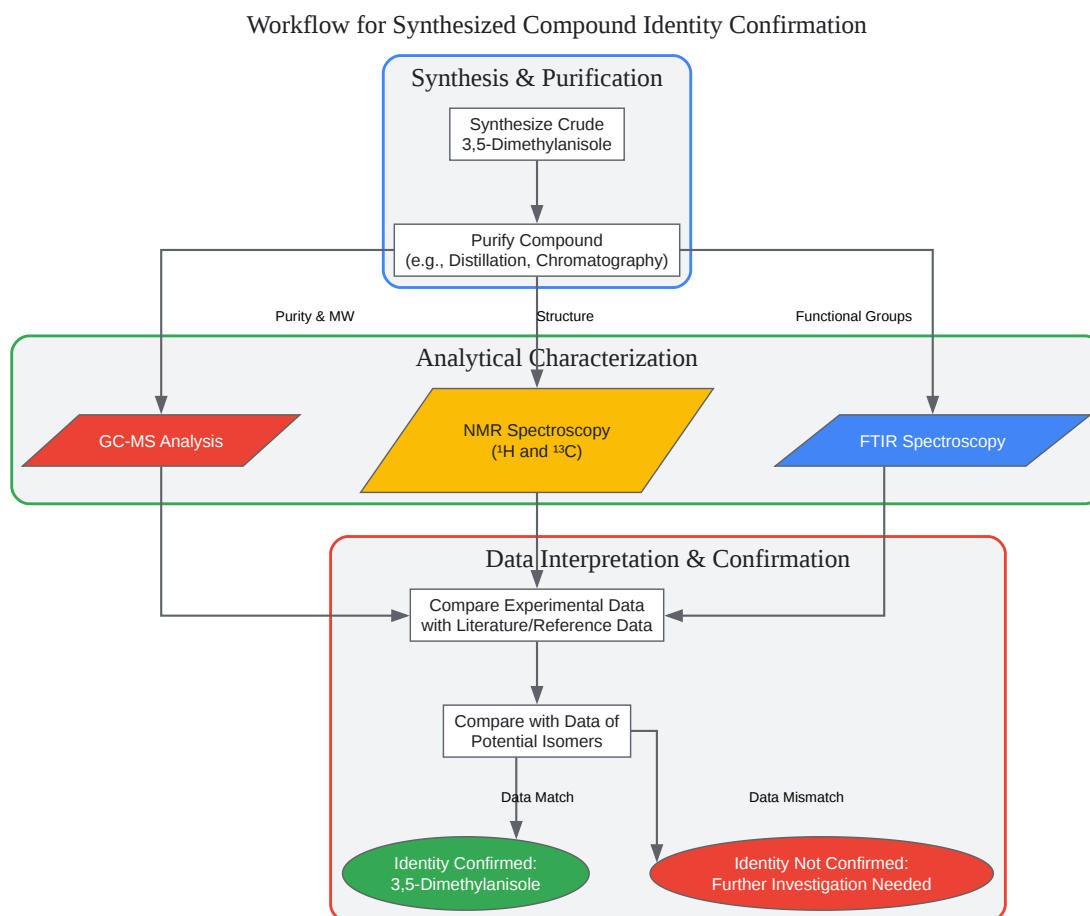 Workflow for Synthesized Compound Identity Confirmation
Synthesis & Purification
Synthesize Crude
3,5-Dimethylanisole
Purify Compound
(e.g., Distillation, Chromatography)
Purity & MW
Structure
Functional Groups
Analytical Characterization
GC-MS Analysis
NMR Spectroscopy
(¹H and ¹³C)
FTIR Spectroscopy
Data Interpretation & Confirmation
Compare Experimental Data
with Literature/Reference Data
Compare with Data of
Potential Isomers
Data Match
Data Mismatch
Identity Confirmed:
3,5-Dimethylanisole
Identity Not Confirmed:
Further Investigation Needed